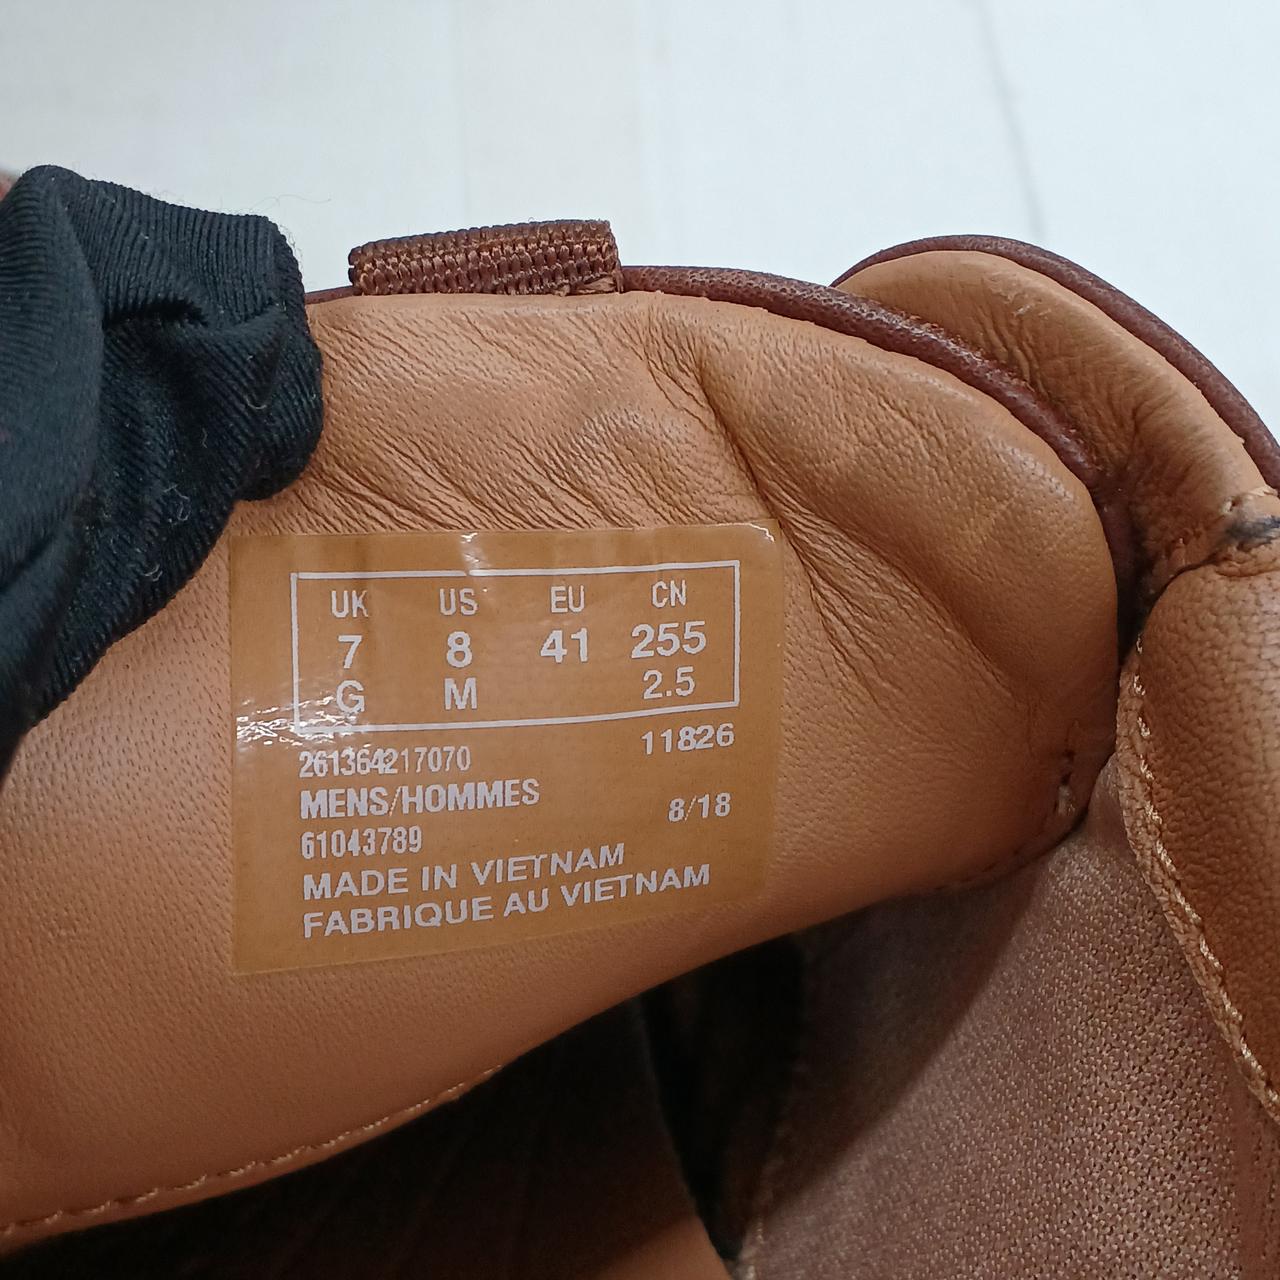 UK US EU CN
7 8 41 255
G M 2.5
261364217070 11826
MENS/HOMMES
61043789 8/18
MADE IN VIETNAM
FABRIQUE AU VIETNAM